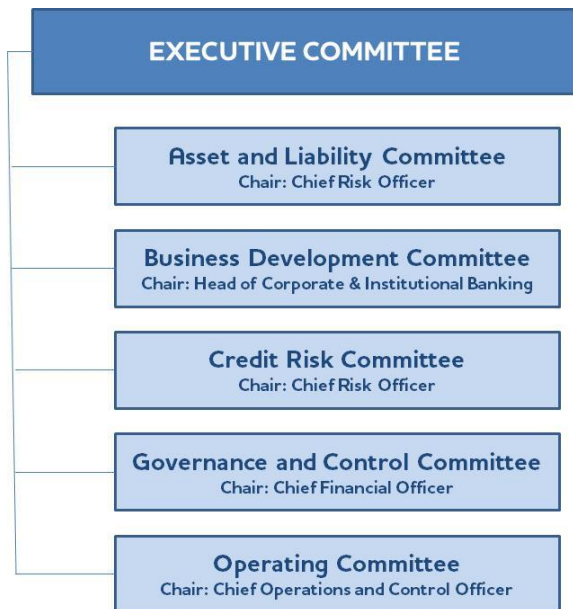 EXECUTIVE COMMITTEE
Asset and Liability Committee
Chair: Chief Risk Officer
Business Development Committee
Chair: Head of Corporate & Institutional Banking
Credit Risk Committee
Chair: Chief Risk Officer
Governance and Control Committee
Chair: Chief Financial Officer
Operating Committee
Chair: Chief Operations and Control Officer